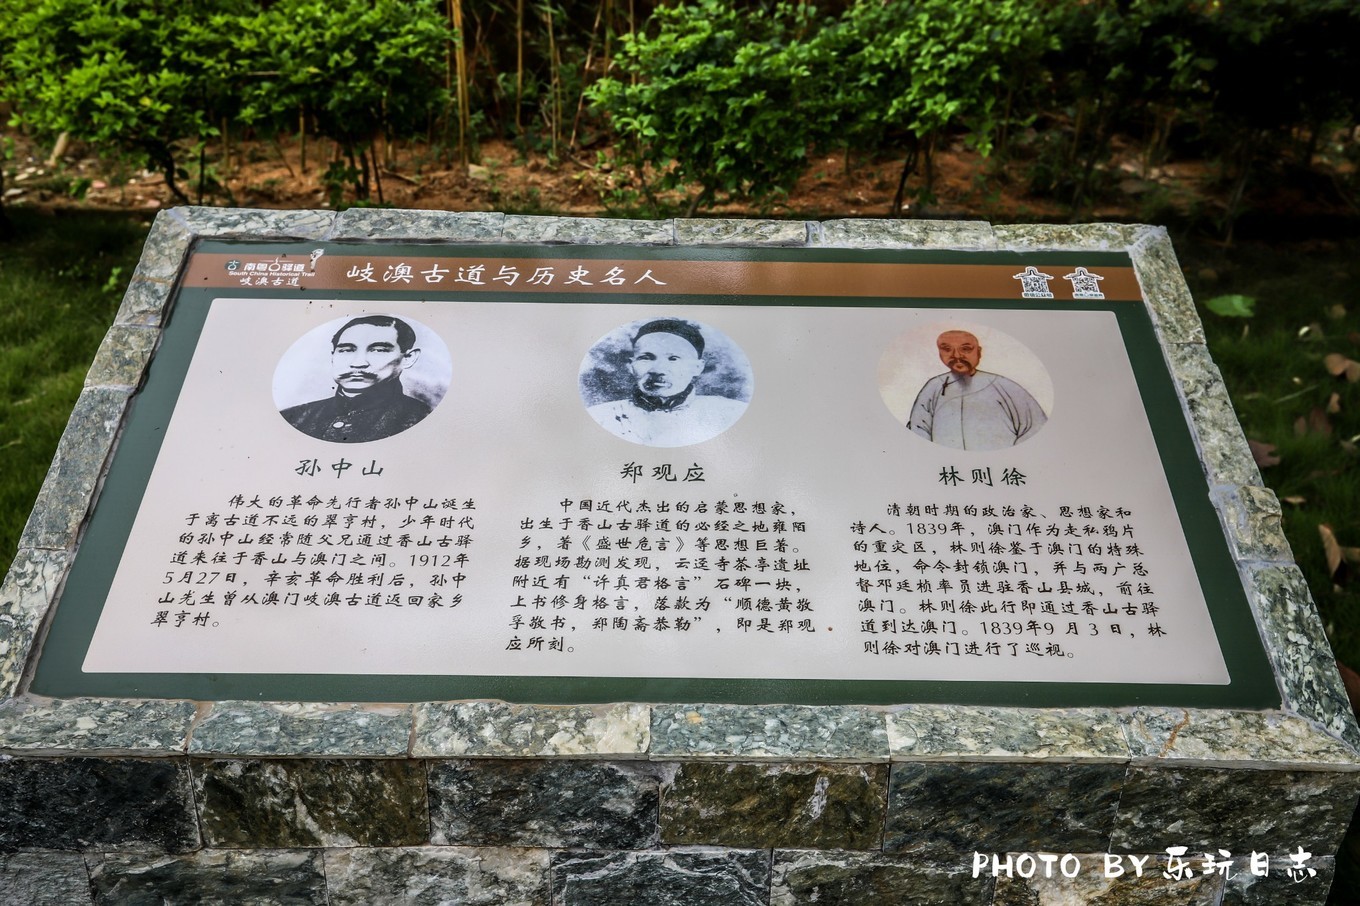 南粤古驿道
South China Historical Trail
岐澳古道
岐澳古道与历史名人
孙中山
伟大的革命先行者孙中山诞生
于离古道不远的翠亨村，少年时代
的孙中山经常随父兄通过香山古驿
道来往于香山与澳门之间。1912年
5月27日，辛亥革命胜利后，孙中
山先生曾从澳门岐澳古道返回家乡
翠亨村。
郑观应
中国近代杰出的启蒙思想家，
出生于香山古驿道的必经之地雍陌
乡，著《盛世危言》等思想巨著。
据现场勘测发现，云迳寺茶亭遗址
附近有“许真君格言”石碑一块，
上书修身格言，落款为“顺德黄敬
孚敬书，郑陶斋恭勒”，即是郑观
应所刻。
林则徐
清朝时期的政治家、思想家和
诗人。1839年，澳门作为走私鸦片
的重灾区，林则徐鉴于澳门的特殊
地位，命令封锁澳门，并与两广总
督邓廷桢率员进驻香山县城，前往
澳门。林则徐此行即通过香山古驿
道到达澳门。1839年9月3日，林
则徐对澳门进行了巡视。
PHOTO BY 乐玩日志